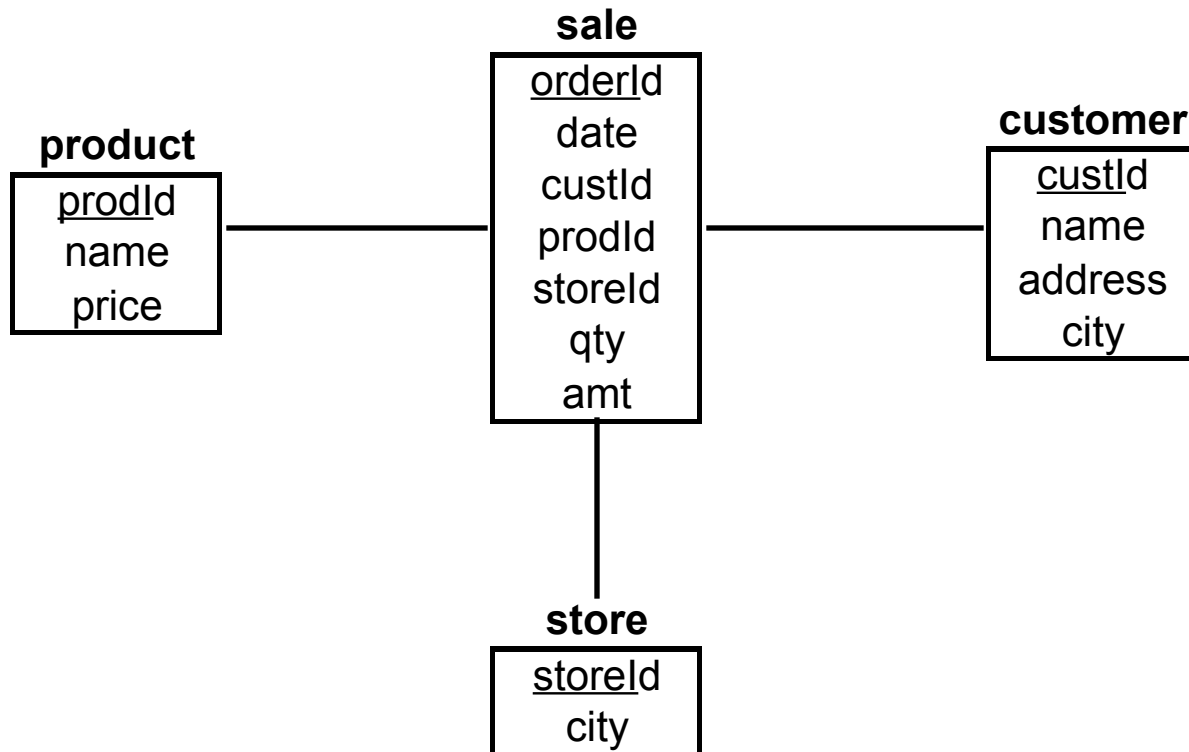 sale
orderId
date
custId
prodId
storeId
qty
amt
product
prodId
name
price
customer
custId
name
address
city
store
storeId
city